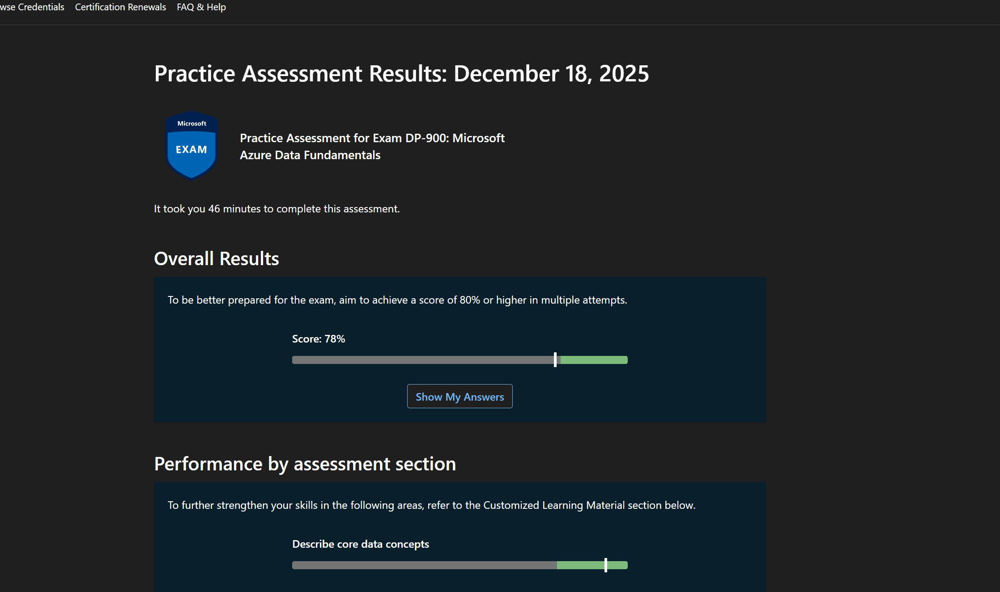 wse Credentials Certification Renewals FAQ & Help
Practice Assessment Results: December 18, 2025
Microsoft
EXAM
Practice Assessment for Exam DP-900: Microsoft
Azure Data Fundamentals
It took you 46 minutes to complete this assessment.
Overall Results
To be better prepared for the exam, aim to achieve a score of 80% or higher in multiple attempts.
Score: 78%
Show My Answers
Performance by assessment section
To further strengthen your skills in the following areas, refer to the Customized Learning Material section below.
Describe core data concepts